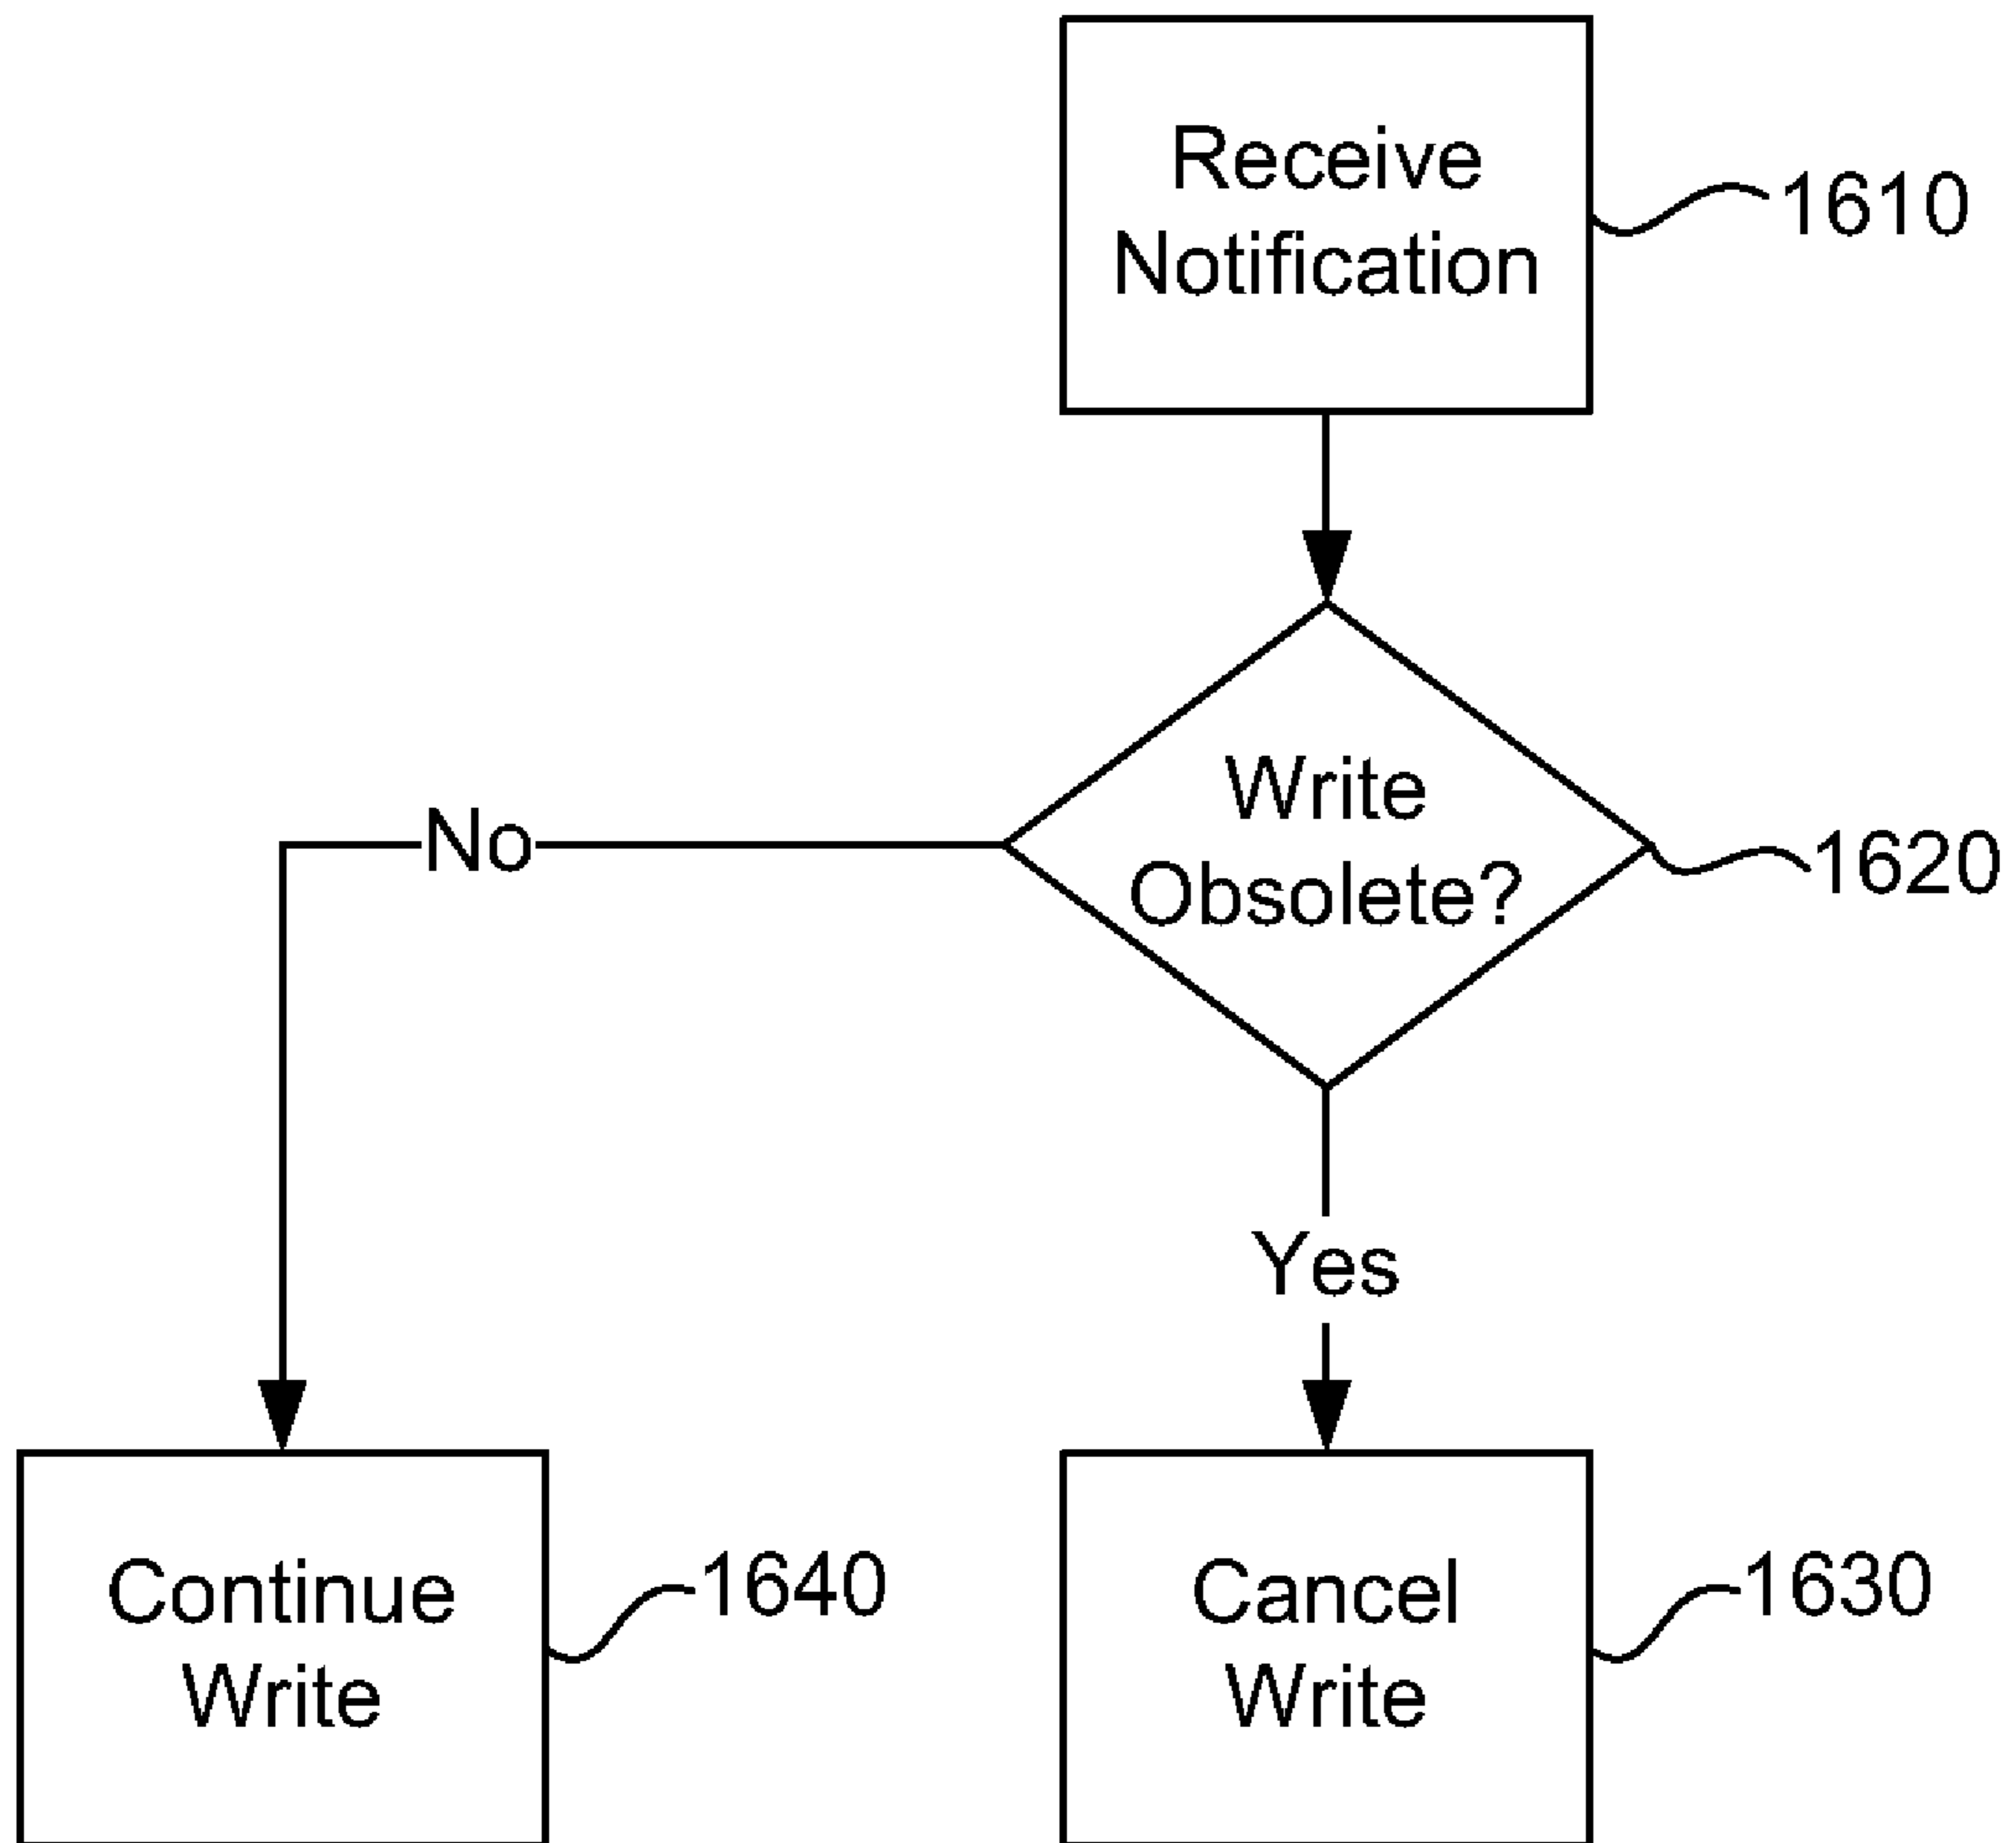 Receive
Notification
1610
Write
Obsolete?
1620
No
Yes
Continue
Write
1640
Cancel
Write
1630